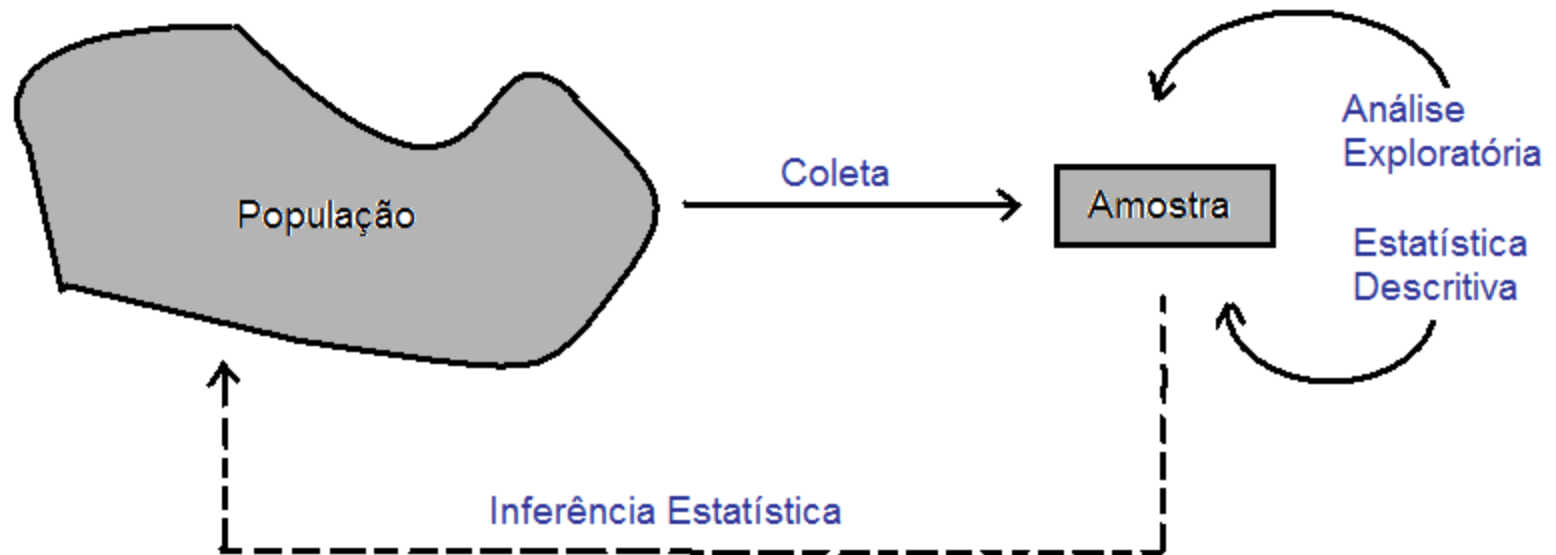 População
Coleta
Amostra
Análise
Exploratória
Estatística
Descritiva
Inferência Estatística